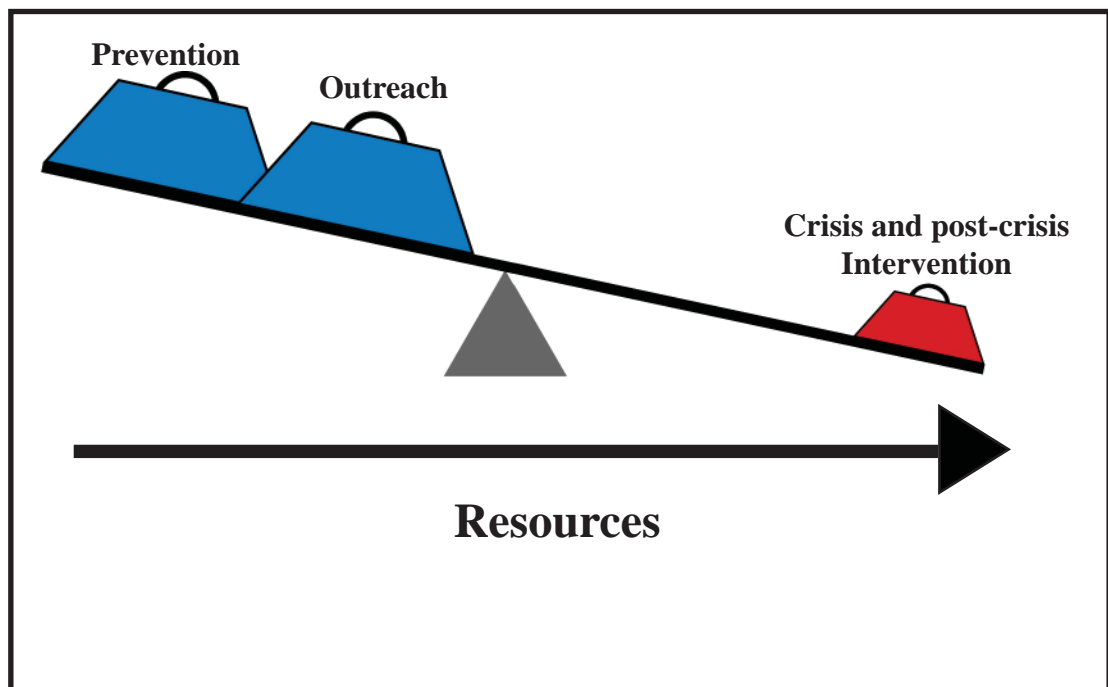 Prevention
Outreach
Crisis and post-crisis
Intervention
Resources